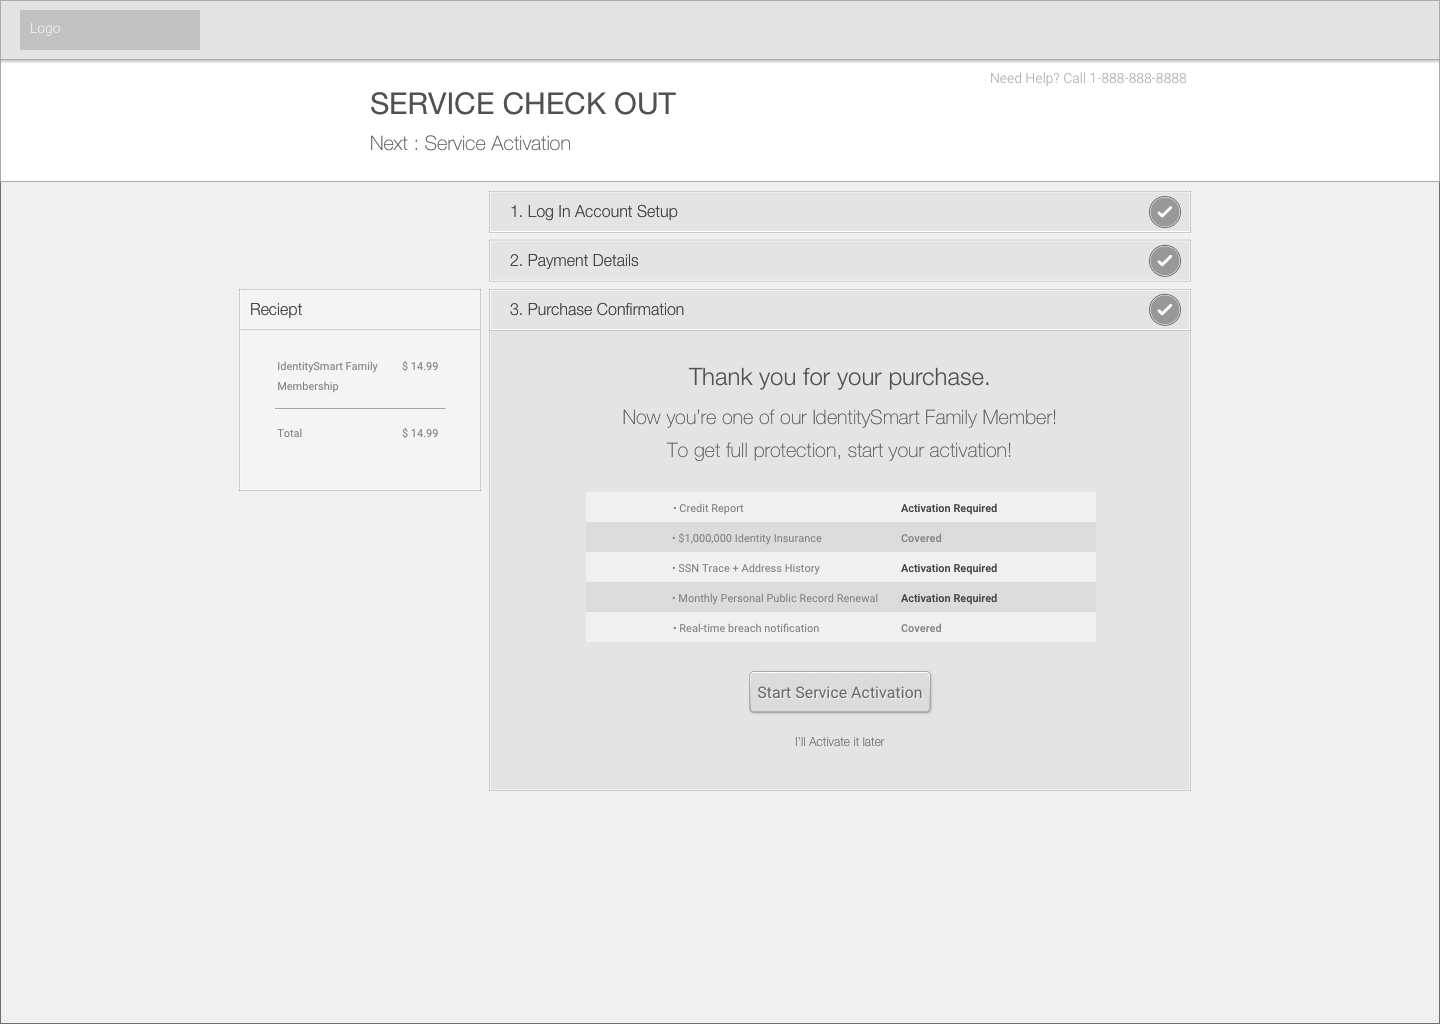 Logo
Need Help? Call 1-888-888-8888
SERVICE CHECK OUT
Next : Service Activation
1. Log In Account Setup
2. Payment Details
Reciept
IdentitySmart Family $ 14.99
Membership
Total $ 14.99
3. Purchase Confirmation
Thank you for your purchase.
Now you're one of our IdentitySmart Family Member!
To get full protection, start your activation!
• Credit Report Activation Required
• $1,000,000 Identity Insurance Covered
• SSN Trace + Address History Activation Required
• Monthly Personal Public Record Renewal Activation Required
• Real-time breach notification Covered
Start Service Activation
I'll Activate it later